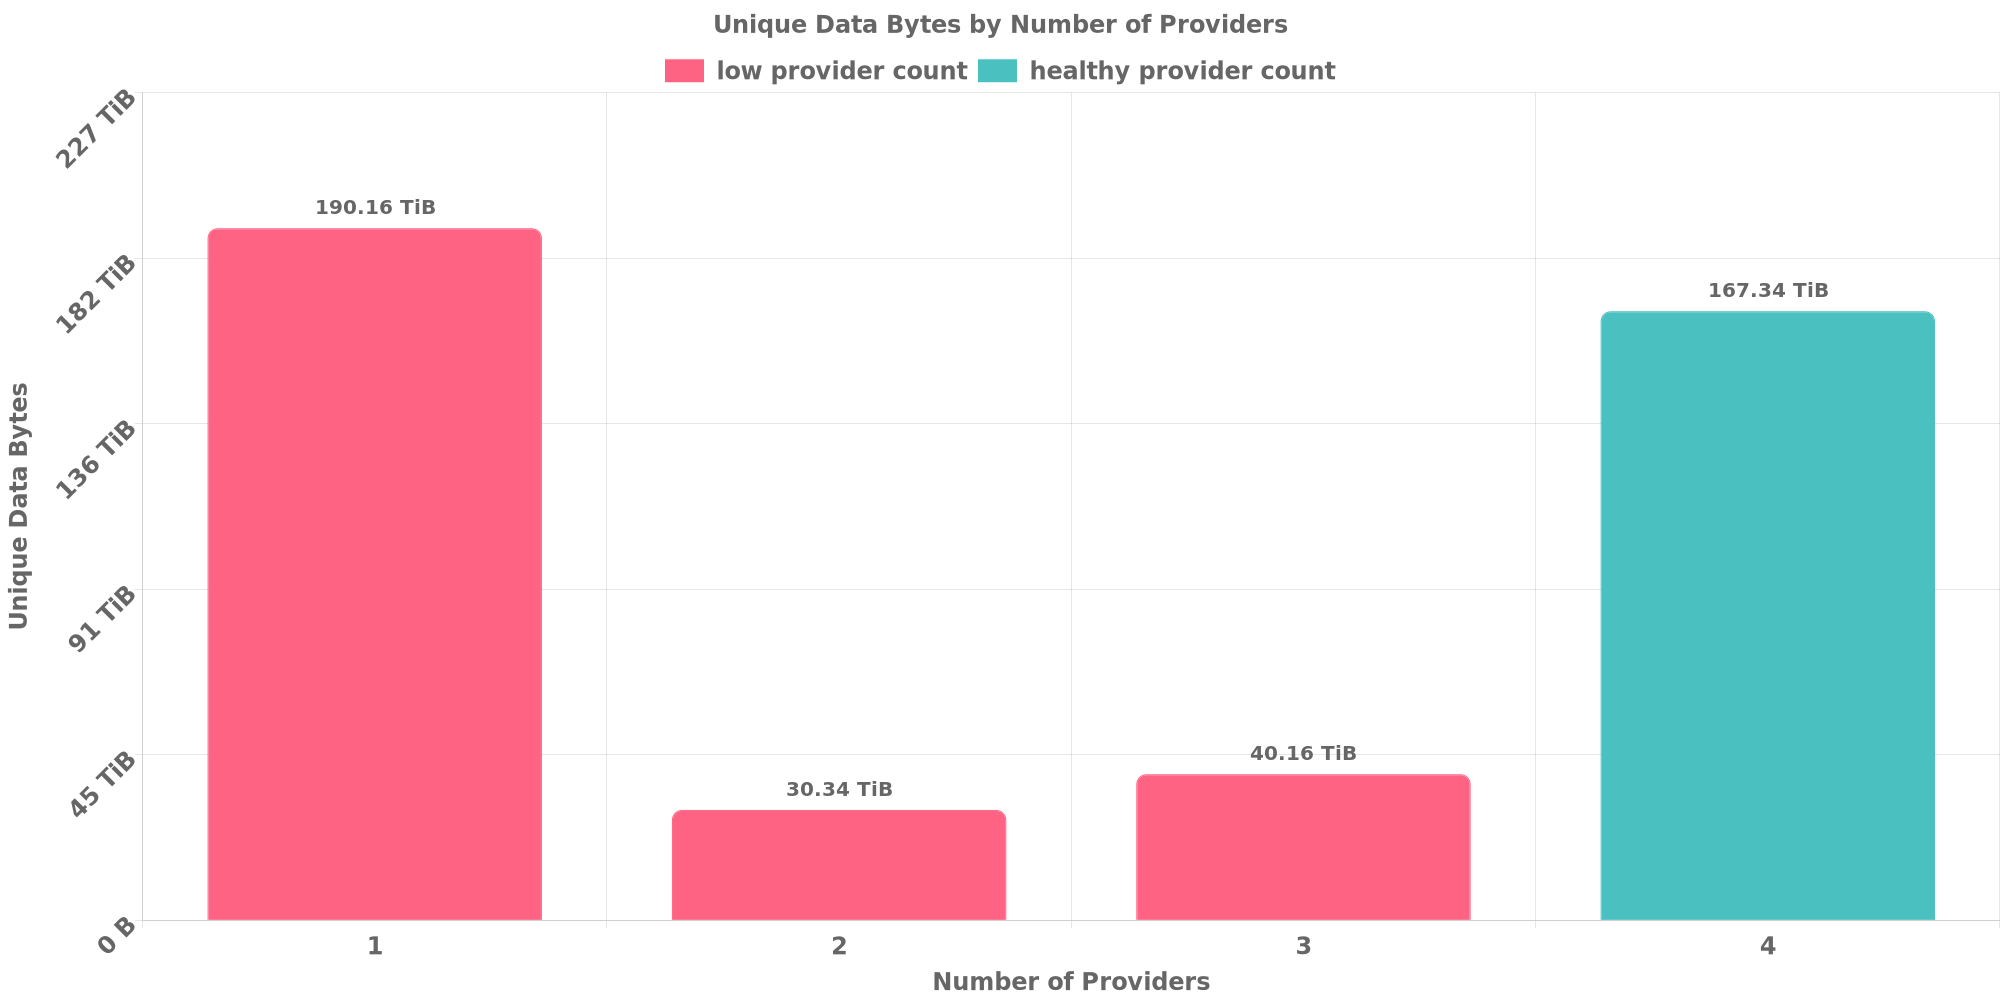 Unique Data Bytes by Number of Providers
low provider count healthy provider count
227 TiB
182 TiB
136 TiB
91 TiB
45 TiB
0 B
Unique Data Bytes
190.16 TiB
30.34 TiB
40.16 TiB
167.34 TiB
1 2 3 4
Number of Providers